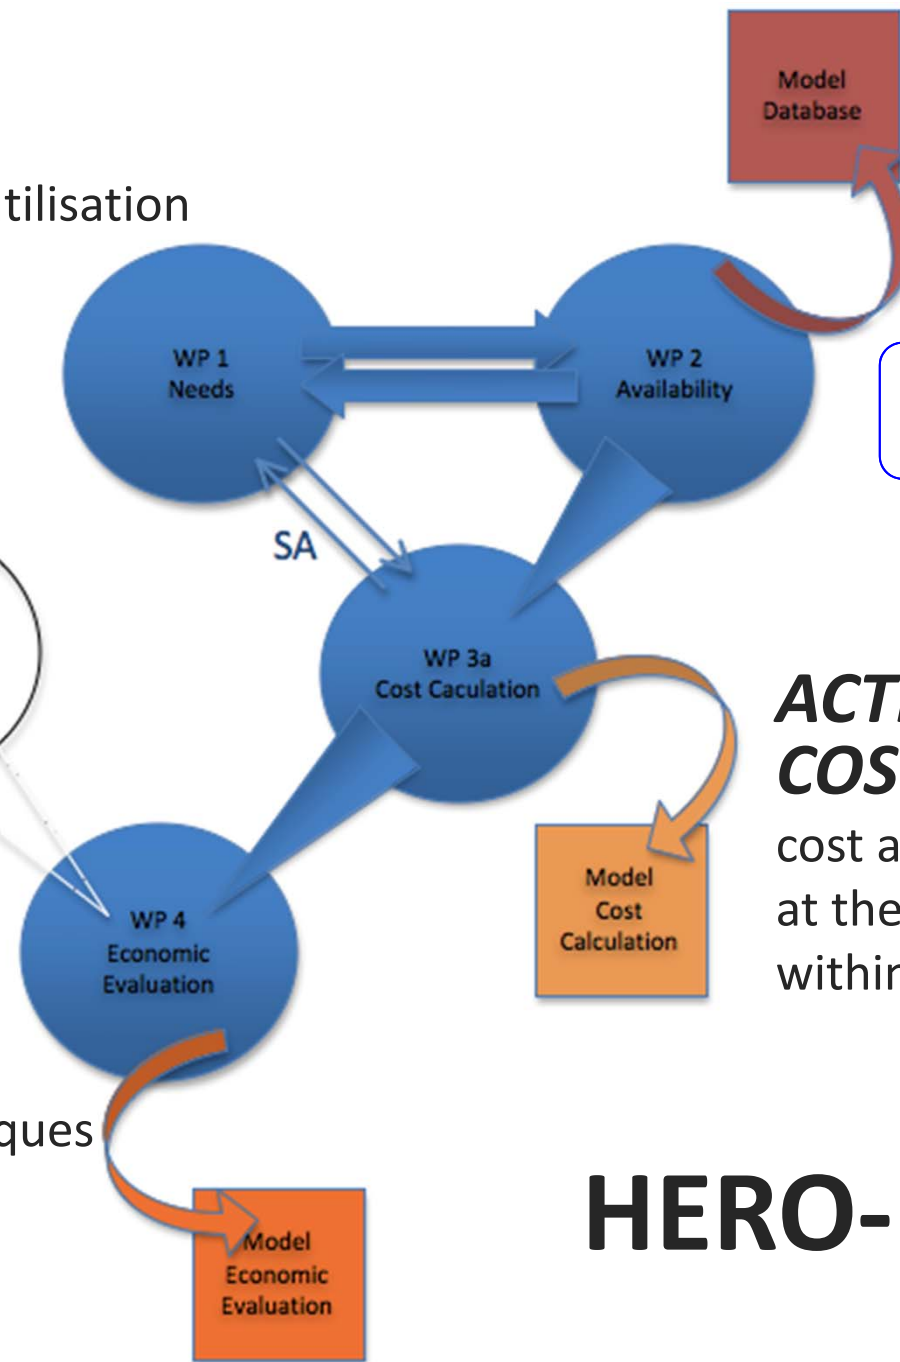 Model
Database
tilisation
WP 1
Needs
WP 2
Availability
SA
WP 3a
Cost Caculation
ACT
COS
cost a
at the
within
Model
Cost
Calculation
WP 4
Economic
Evaluation
ques
HERO-
Model
Economic
Evaluation